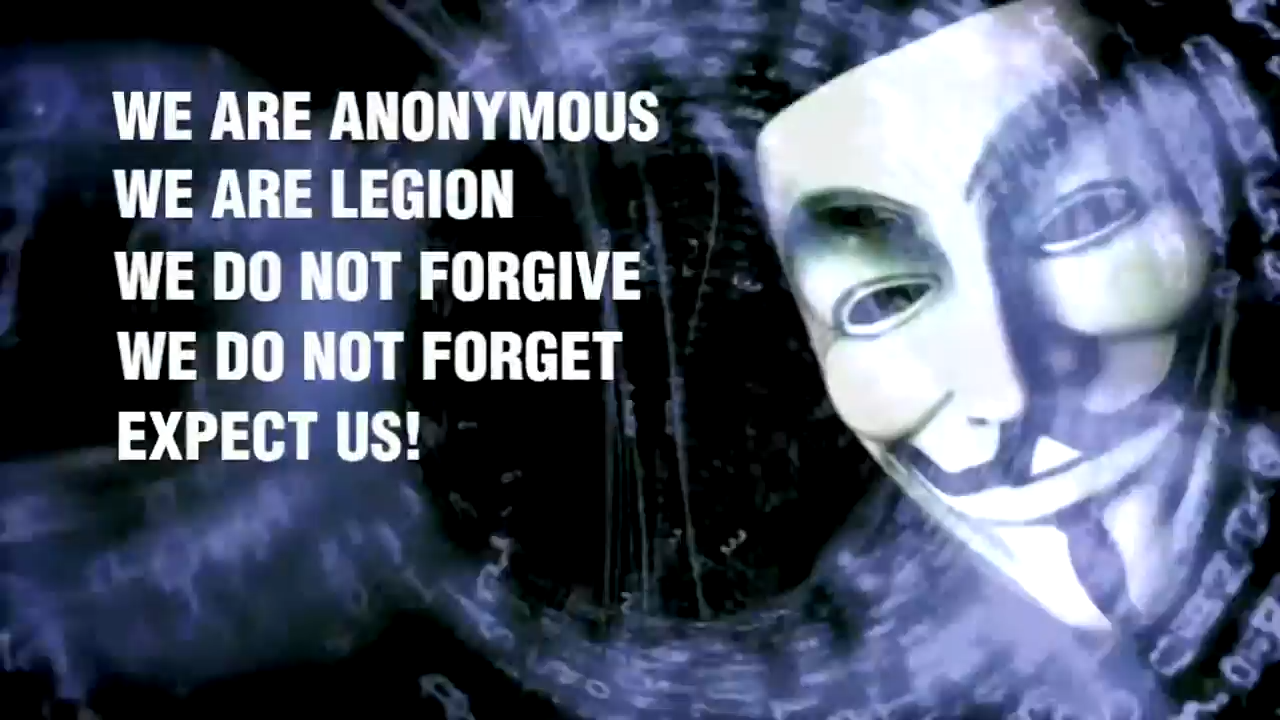 WE ARE ANONYMOUS
WE ARE LEGION
WE DO NOT FORGIVE
WE DO NOT FORGET
EXPECT US!